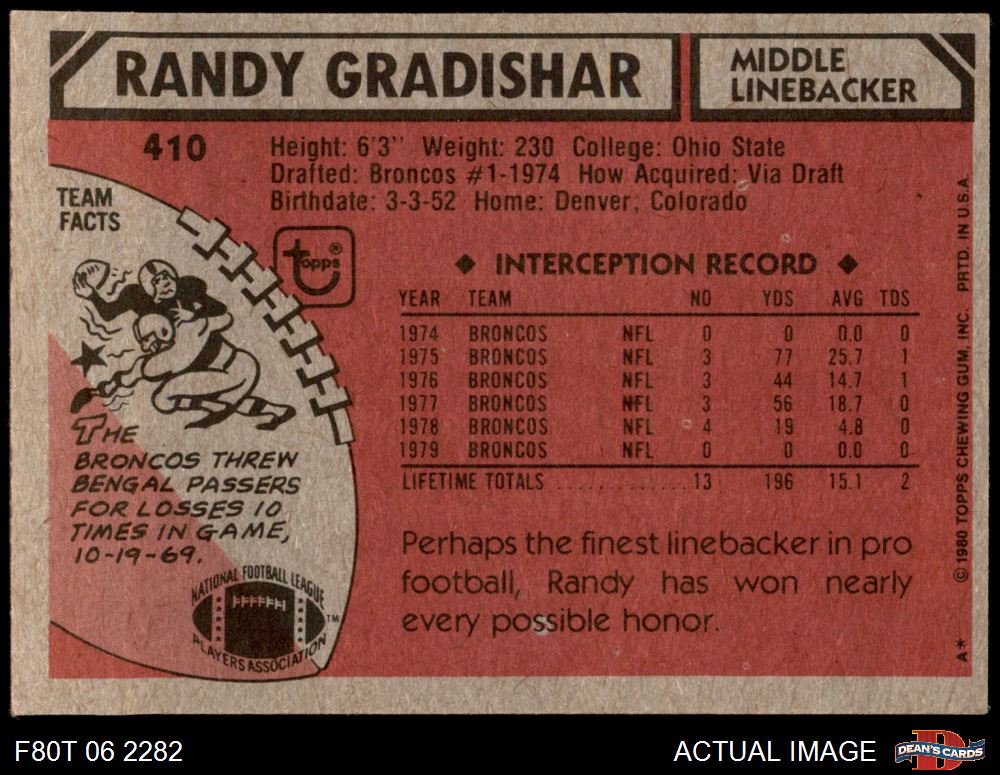 RANDY GRADISHAR
MIDDLE
LINEBACKER
410
Height: 6'3" Weight: 230 College: Ohio State
Drafted: Broncos #1-1974 How Acquired: Via Draft
Birthdate: 3-3-52 Home: Denver, Colorado
TEAM
FACTS
topps®
◆ INTERCEPTION RECORD ◆
YEAR TEAM NO YDS AVG TDS
1974 BRONCOS NFL 0 0 0.0 0
1975 BRONCOS NFL 3 77 25.7 1
1976 BRONCOS NFL 3 44 14.7 1
1977 BRONCOS NFL 3 56 18.7 0
1978 BRONCOS NFL 4 19 4.8 0
1979 BRONCOS NFL 0 0 0.0 0
LIFETIME TOTALS ............. 13 196 15.1 2
THE
BRONCOS THREW
BENGAL PASSERS
FOR LOSSES 10
TIMES IN GAME,
10-19-69.
NATIONAL FOOTBALL LEAGUE
PLAYERS ASSOCIATION
TM
Perhaps the finest linebacker in pro
football, Randy has won nearly
every possible honor.
A* ©1980 TOPPS CHEWING GUM, INC. PRTD. IN U.S.A.
F80T 06 2282
ACTUAL IMAGE
D
DEAN'S CARDS